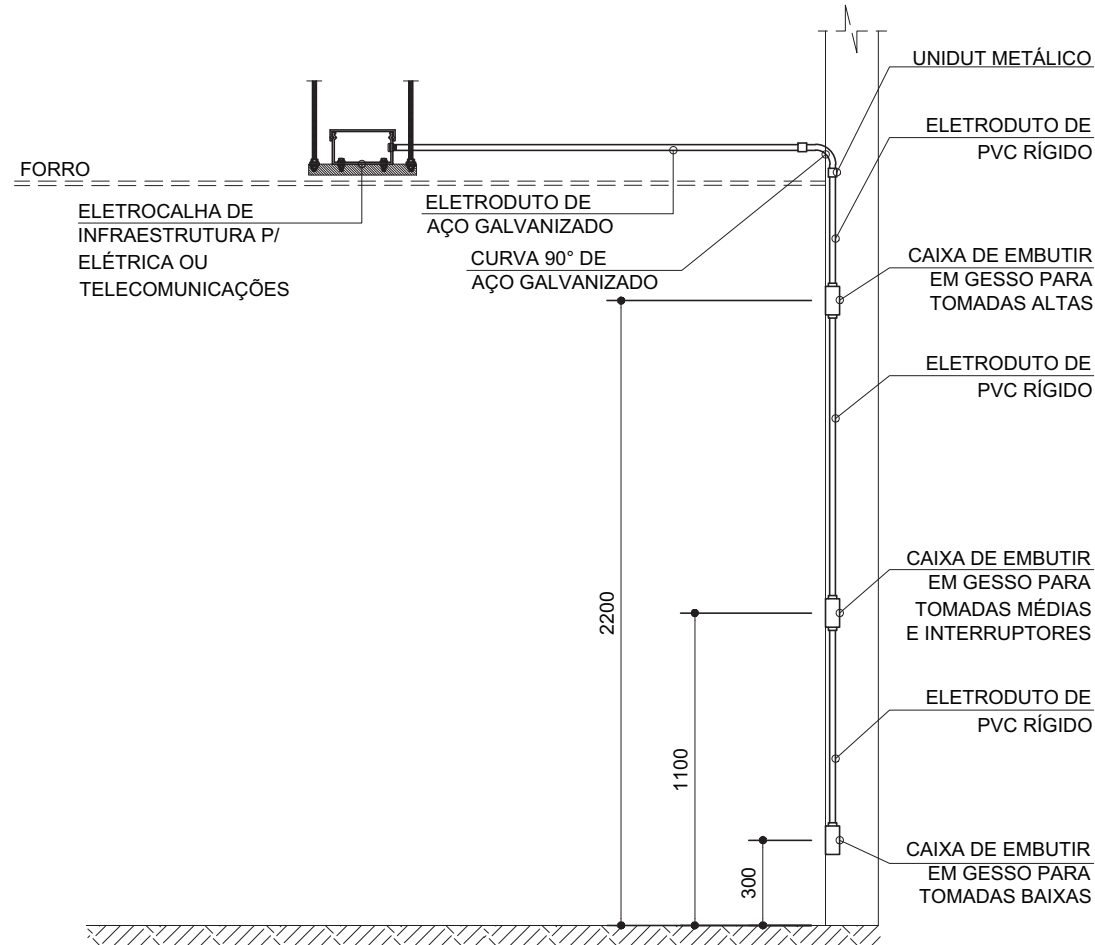 UNIDUT METÁLICO
ELETRODUTO DE
PVC RÍGIDO
FORRO
ELETROCALHA DE
INFRAESTRUTURA P/
ELÉTRICA OU
TELECOMUNICAÇÕES
ELETRODUTO DE
AÇO GALVANIZADO
CURVA 90° DE
AÇO GALVANIZADO
CAIXA DE EMBUTIR
EM GESSO PARA
TOMADAS ALTAS
ELETRODUTO DE
PVC RÍGIDO
2200
CAIXA DE EMBUTIR
EM GESSO PARA
TOMADAS MÉDIAS
E INTERRUPTORES
1100
ELETRODUTO DE
PVC RÍGIDO
300
CAIXA DE EMBUTIR
EM GESSO PARA
TOMADAS BAIXAS